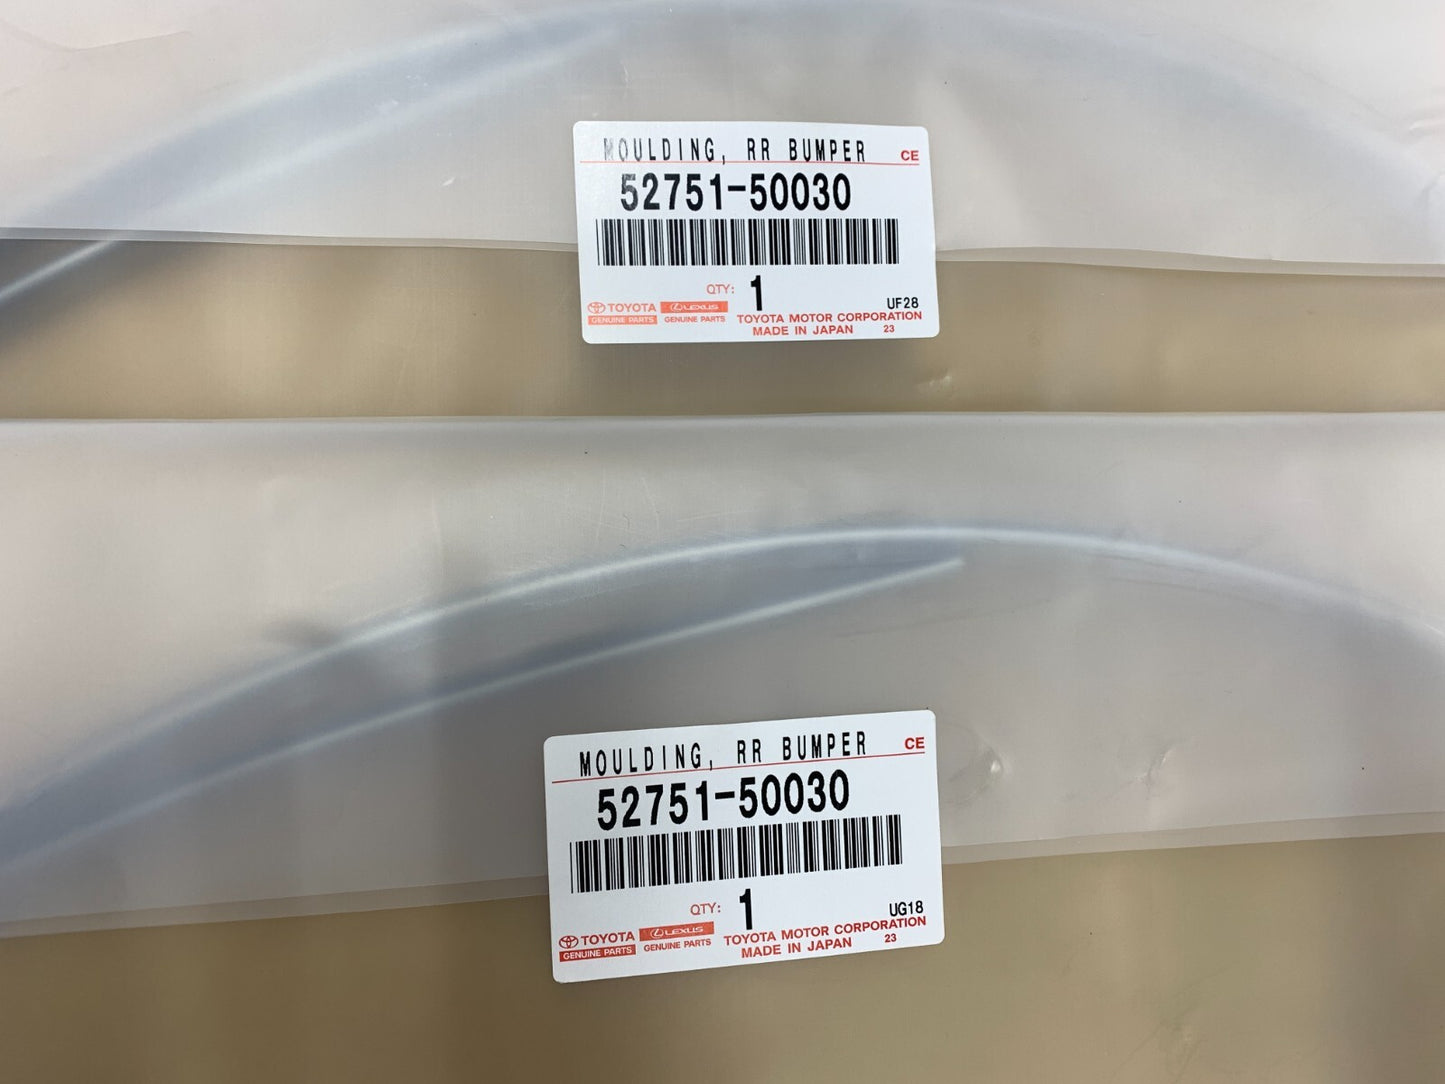 MOULDING, RR BUMPER CE
52751-50030
QTY: 1 UF28
TOYOTA LEXUS TOYOTA MOTOR CORPORATION
GENUINE PARTS GENUINE PARTS MADE IN JAPAN 23
MOULDING, RR BUMPER CE
52751-50030
QTY: 1 UG18
TOYOTA LEXUS TOYOTA MOTOR CORPORATION
GENUINE PARTS GENUINE PARTS MADE IN JAPAN 23